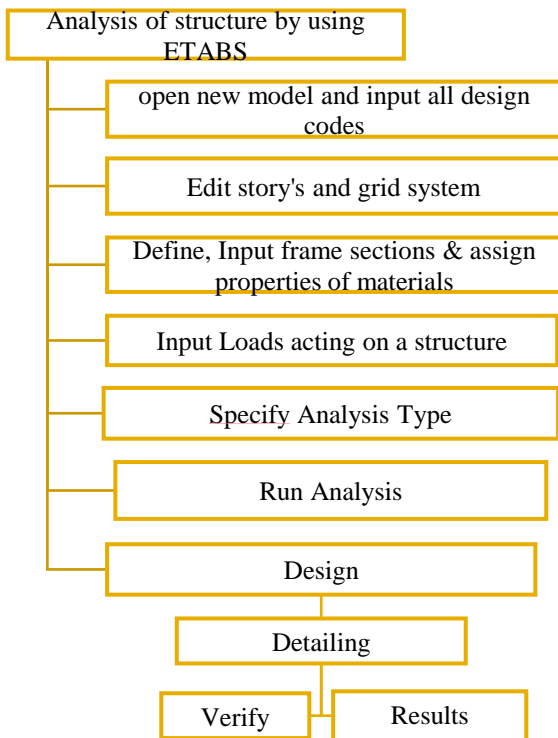 Analysis of structure by using
ETABS
open new model and input all design
codes
Edit story's and grid system
Define, Input frame sections & assign
properties of materials
Input Loads acting on a structure
Specify Analysis Type
Run Analysis
Design
Detailing
Verify
Results